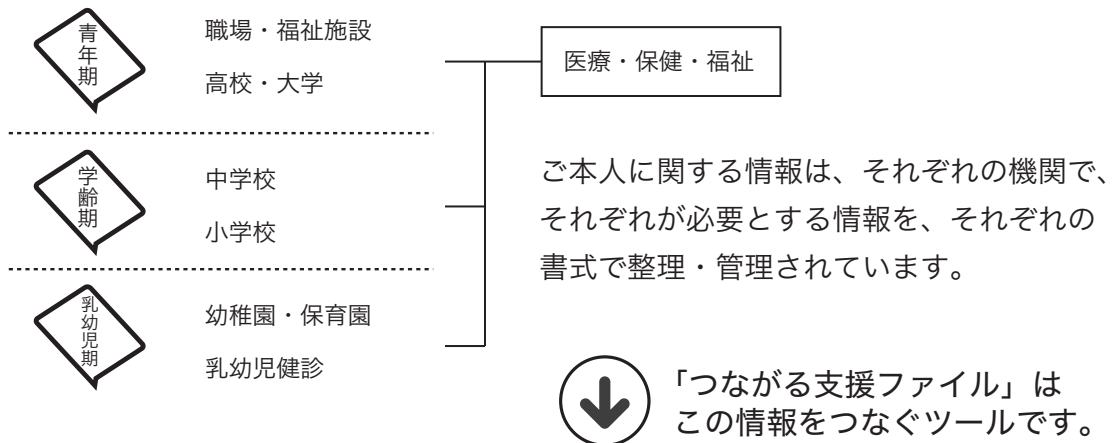 青年期
職場・福祉施設
高校・大学
医療・保健・福祉
学齢期
中学校
小学校
ご本人に関する情報は、それぞれの機関で、
それぞれが必要とする情報を、それぞれの
書式で整理・管理されています。
乳幼児期
幼稚園・保育園
乳幼児健診
「つながる支援ファイル」は
この情報をつなぐツールです。